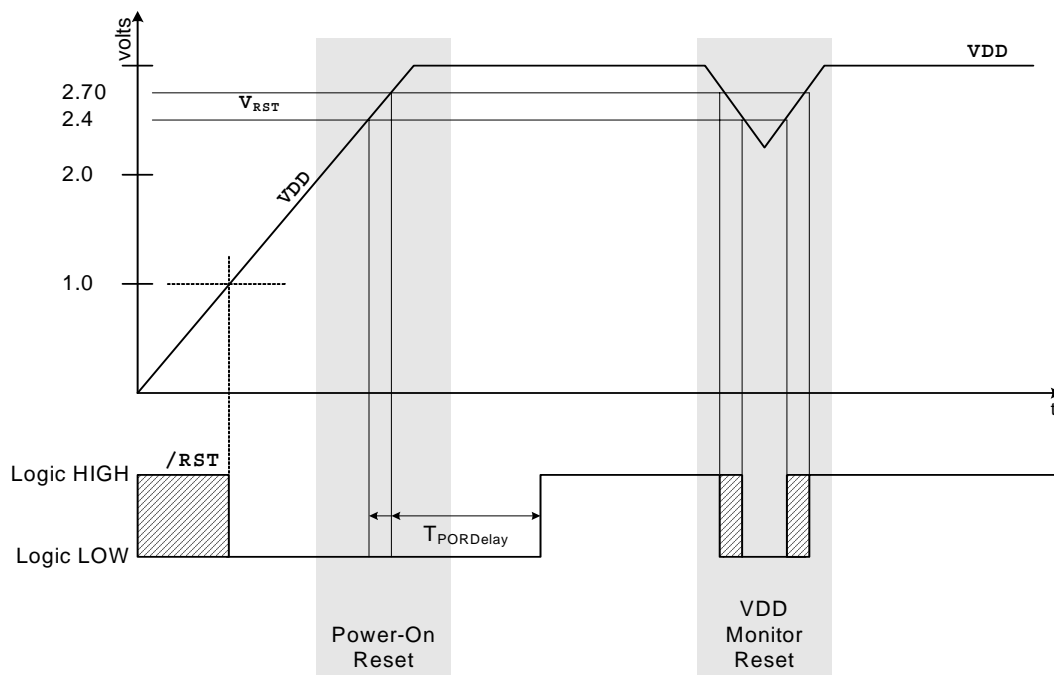 volts
VDD
2.70
V_RST
2.4
2.0
VDD
1.0
t
/RST
Logic HIGH
T_PORDelay
Logic LOW
Power-On
Reset
VDD
Monitor
Reset